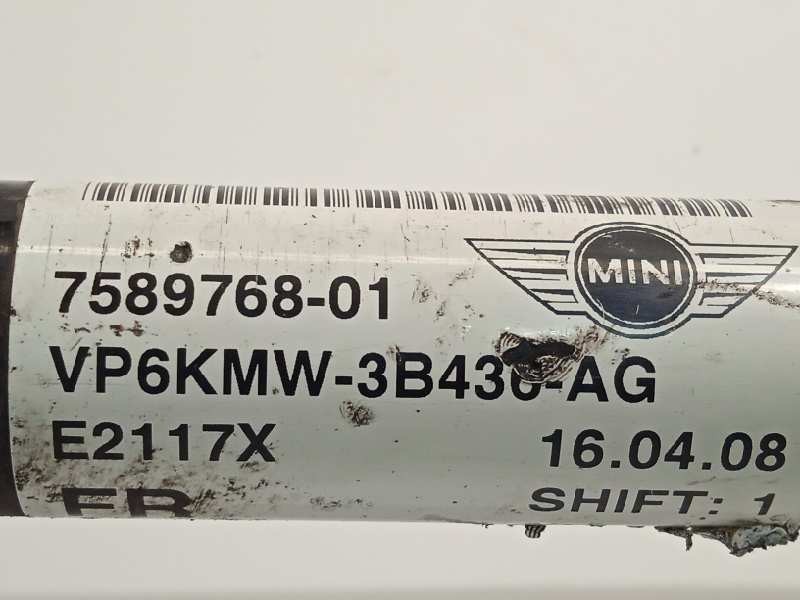 MINI
7589768-01
VP6KMW-3B436-AG
E2117X
16.04.08
SHIFT: 1